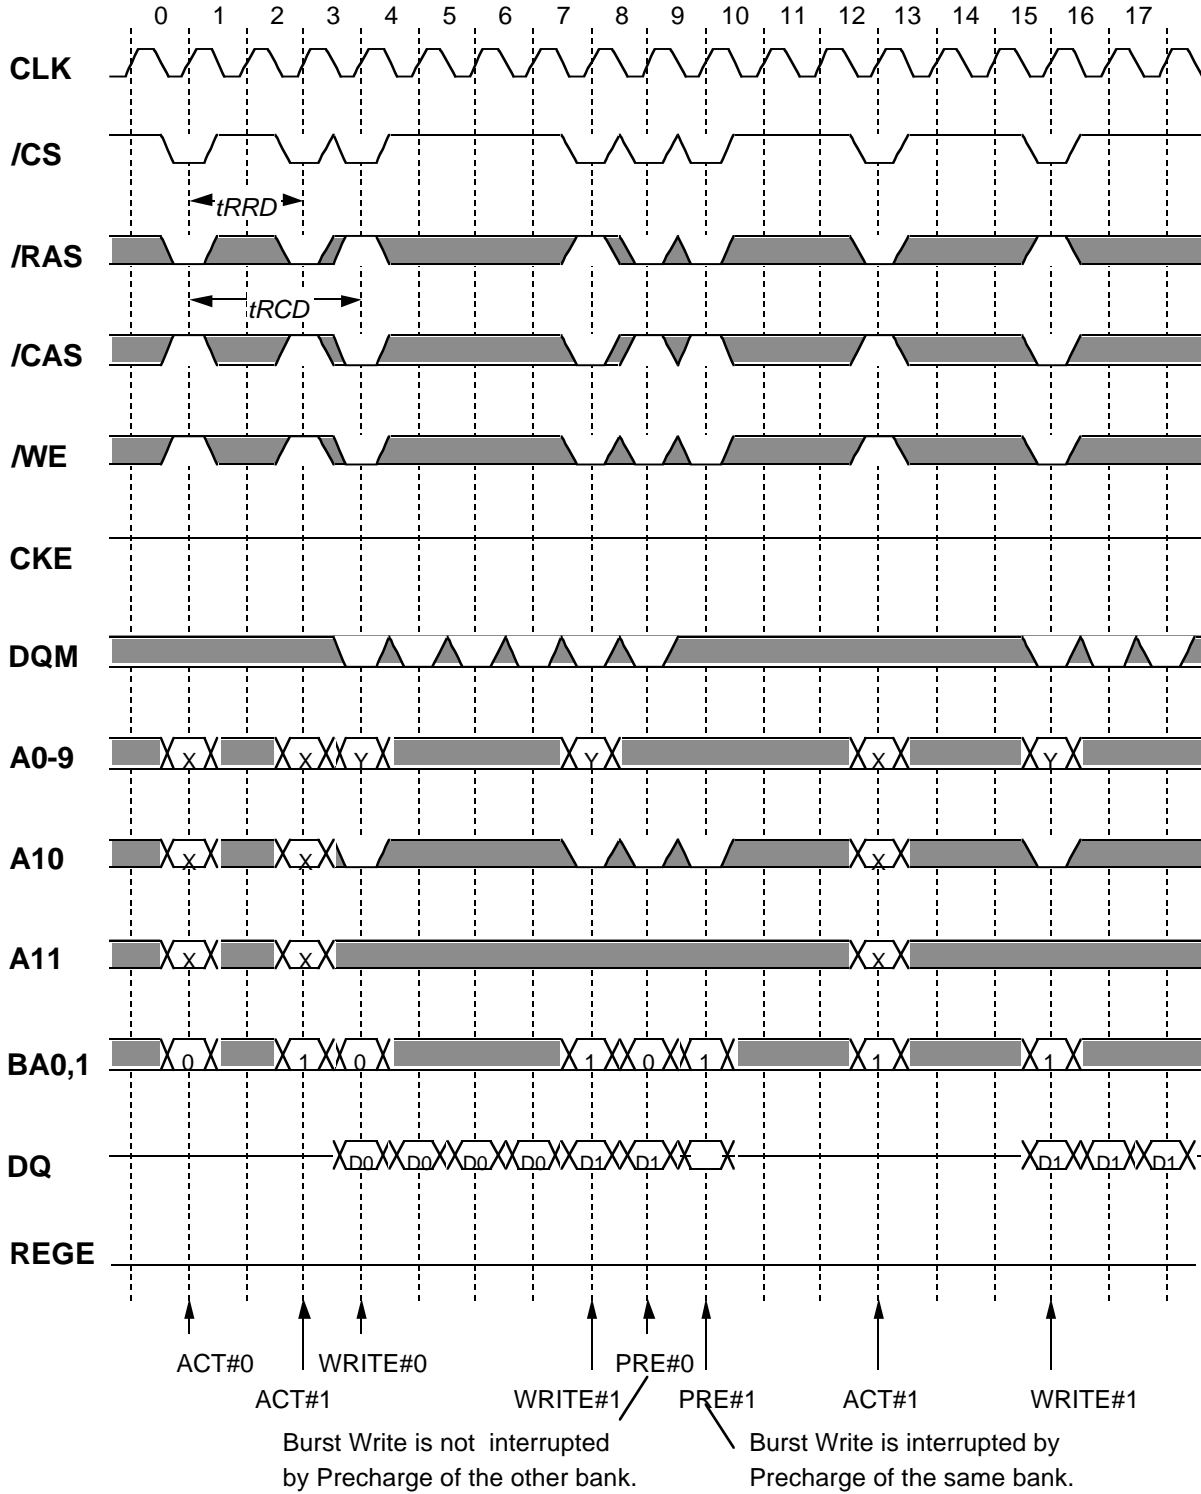 0 1 2 3 4 5 6 7 8 9 10 11 12 13 14 15 16 17
CLK
/CS
tRRD
/RAS
tRCD
/CAS
/WE
CKE
DQM
A0-9 X X Y Y X Y
A10 X X X
A11 X X X
BA0,1 0 1 0 1 0 1 1 1
DQ D0 D0 D0 D0 D1 D1 D1 D1 D1
REGE
ACT#0 WRITE#0 PRE#0
ACT#1 WRITE#1 PRE#1 ACT#1 WRITE#1
Burst Write is not interrupted
by Precharge of the other bank.
Burst Write is interrupted by
Precharge of the same bank.